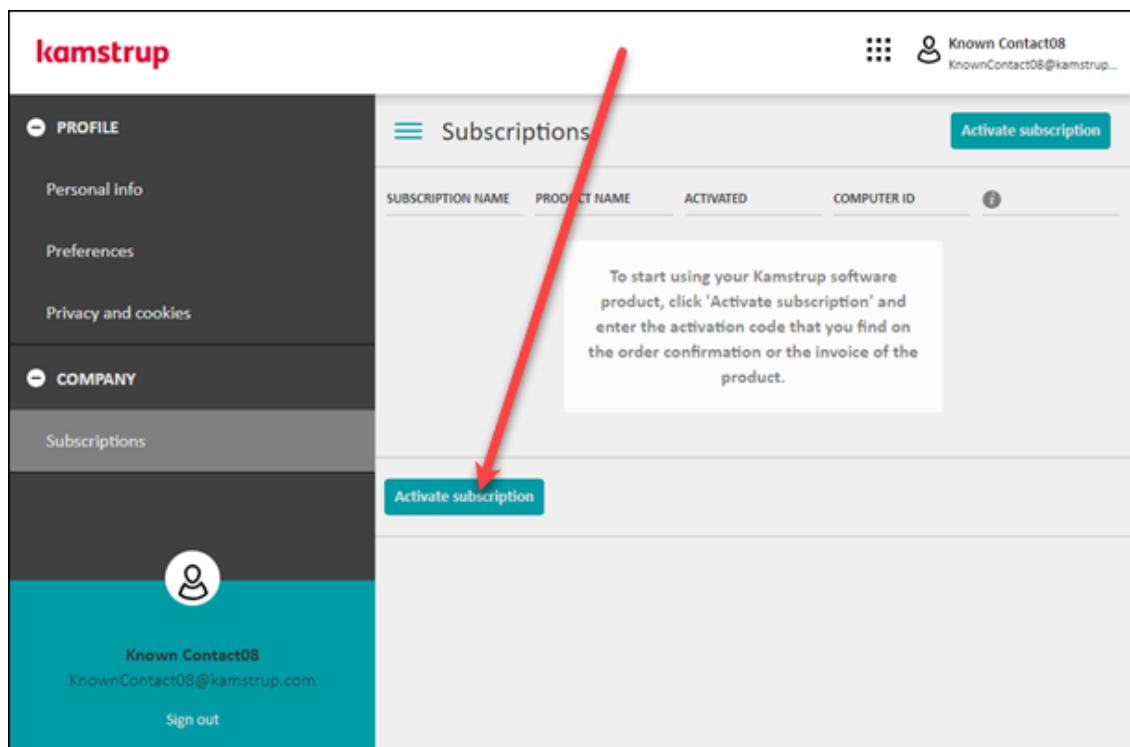 kamstrup
Known Contact08
KnownContact08@kamstrup...
PROFILE
Personal info
Preferences
Privacy and cookies
COMPANY
Subscriptions
Known Contact08
KnownContact08@kamstrup.com
Sign out
Subscriptions
Activate subscription
SUBSCRIPTION NAME PRODUCT NAME ACTIVATED COMPUTER ID
To start using your Kamstrup software
product, click 'Activate subscription' and
enter the activation code that you find on
the order confirmation or the invoice of the
product.
Activate subscription